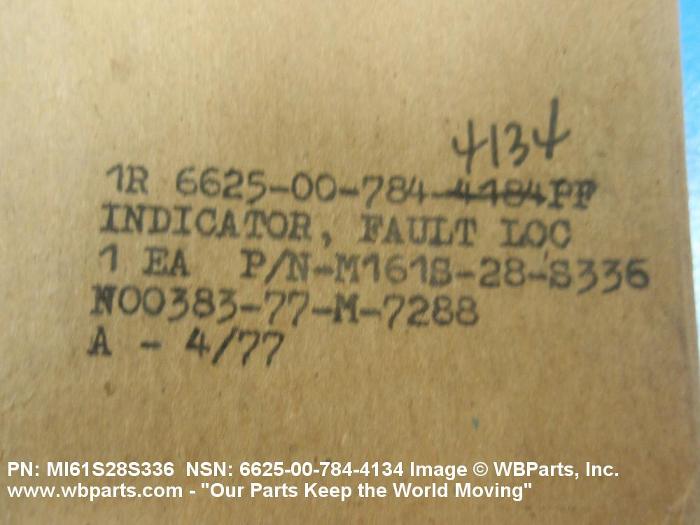 4134
1R 6625-00-784-4184PF
INDICATOR, FAULT LOC
1 EA P/N-M161S-28-S336
N00383-77-M-7288
A - 4/77
PN: MI61S28S336 NSN: 6625-00-784-4134 Image © WBParts, Inc.
www.wbparts.com - "Our Parts Keep the World Moving"